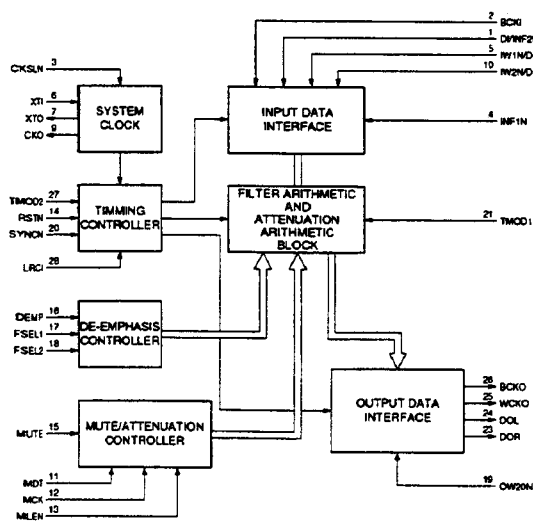 2 BCKI
1 DI/INF2N
5 IW1N/D
10 IW2N/D
3
CKSLN
6
XTI
7
XTO
9
CKO
SYSTEM
CLOCK
INPUT DATA
INTERFACE
4
INF1N
27
TIMOD2
14
RSTN
20
SYNCN
28
LRCI
TIMMING
CONTROLLER
FILTER ARITHMETIC
AND
ATTENUATION
ARITHMETIC
BLOCK
21
TMOD1
16
DEMP
17
FSEL1
18
FSEL2
DE-EMPHASIS
CONTROLLER
15
MUTE
MUTE/ATTENUATION
CONTROLLER
OUTPUT DATA
INTERFACE
26
BCKO
25
WCKO
24
DOL
23
DOR
11
MDT
12
MCK
13
MLEN
19
OW20N